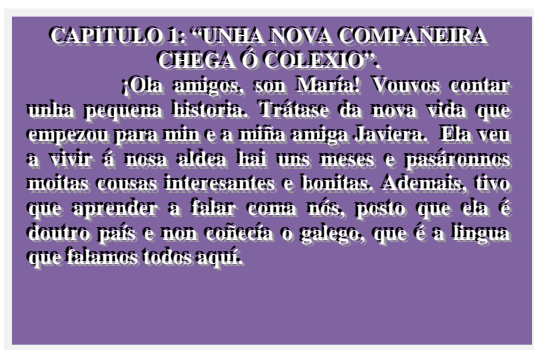 CAPÍTULO 1: “UNHA NOVA COMPAÑEIRA
CHEGA Ó COLEXIO”.
¡Ola amigos, son María! Vouvos contar
unha pequena historia. Trátase da nova vida que
empezou para min e a miña amiga Javiera. Ela veu
a vivir á nosa aldea hai uns meses e pasáronnos
moitas cousas interesantes e bonitas. Ademais, tivo
que aprender a falar coma nós, posto que ela é
doutro país e non coñecía o galego, que é a lingua
que falamos todos aquí.